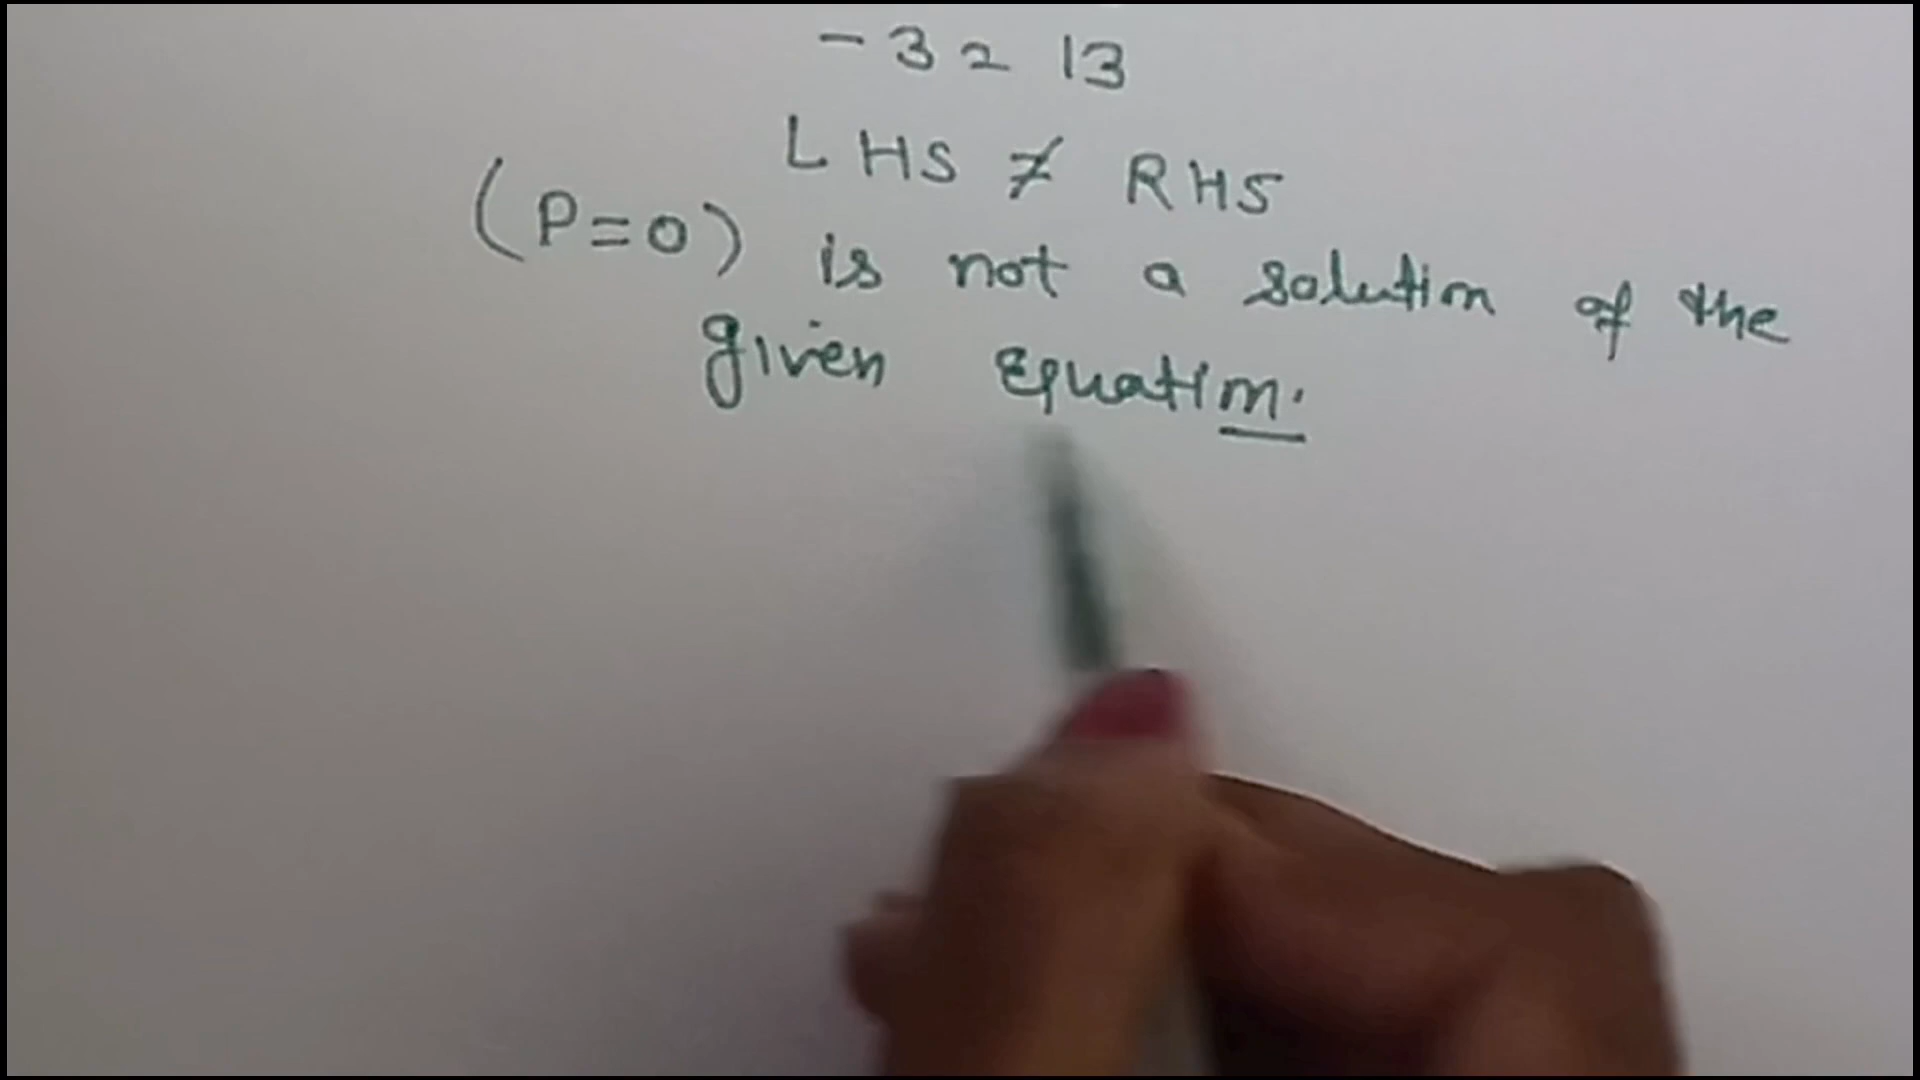 - 3 = 13
LHS ≠ RHS
(P=0) is not a solution of the
given Equation.